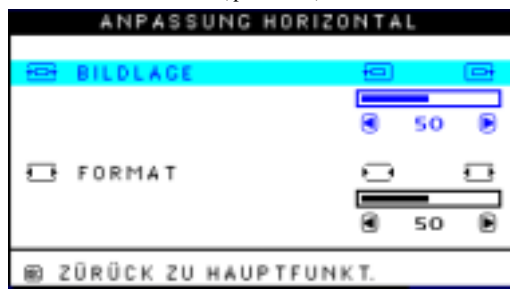 ANPASSUNG HORIZONTAL
BILDLAGE
50
FORMAT
50
ZÜRÜCK ZU HAUPTFUNKT.